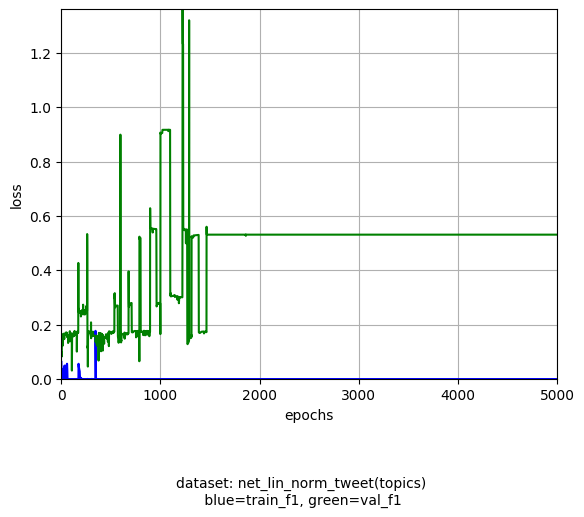 1.2
1.0
0.8
0.6
0.4
0.2
0.0
loss
0 1000 2000 3000 4000 5000
epochs
dataset: net_lin_norm_tweet(topics)
blue=train_f1, green=val_f1